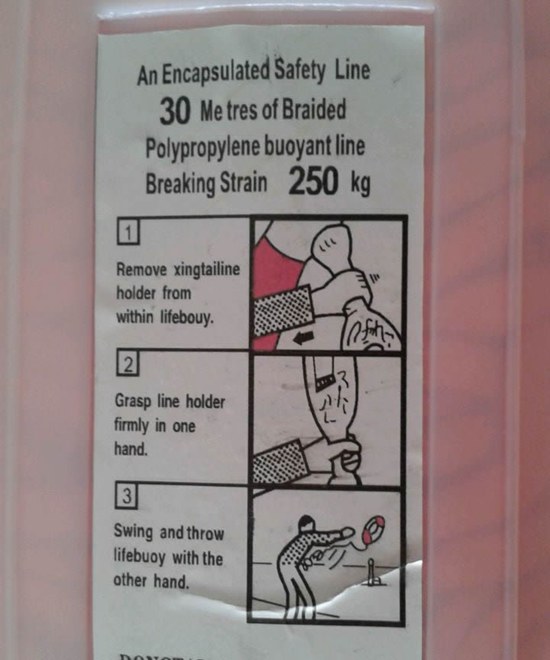 An Encapsulated Safety Line
30 Me tres of Braided
Polypropylene buoyant line
Breaking Strain 250 kg
1
Remove xingtailine
holder from
within lifebouy.
2
Grasp line holder
firmly in one
hand.
3
Swing and throw
lifebuoy with the
other hand.